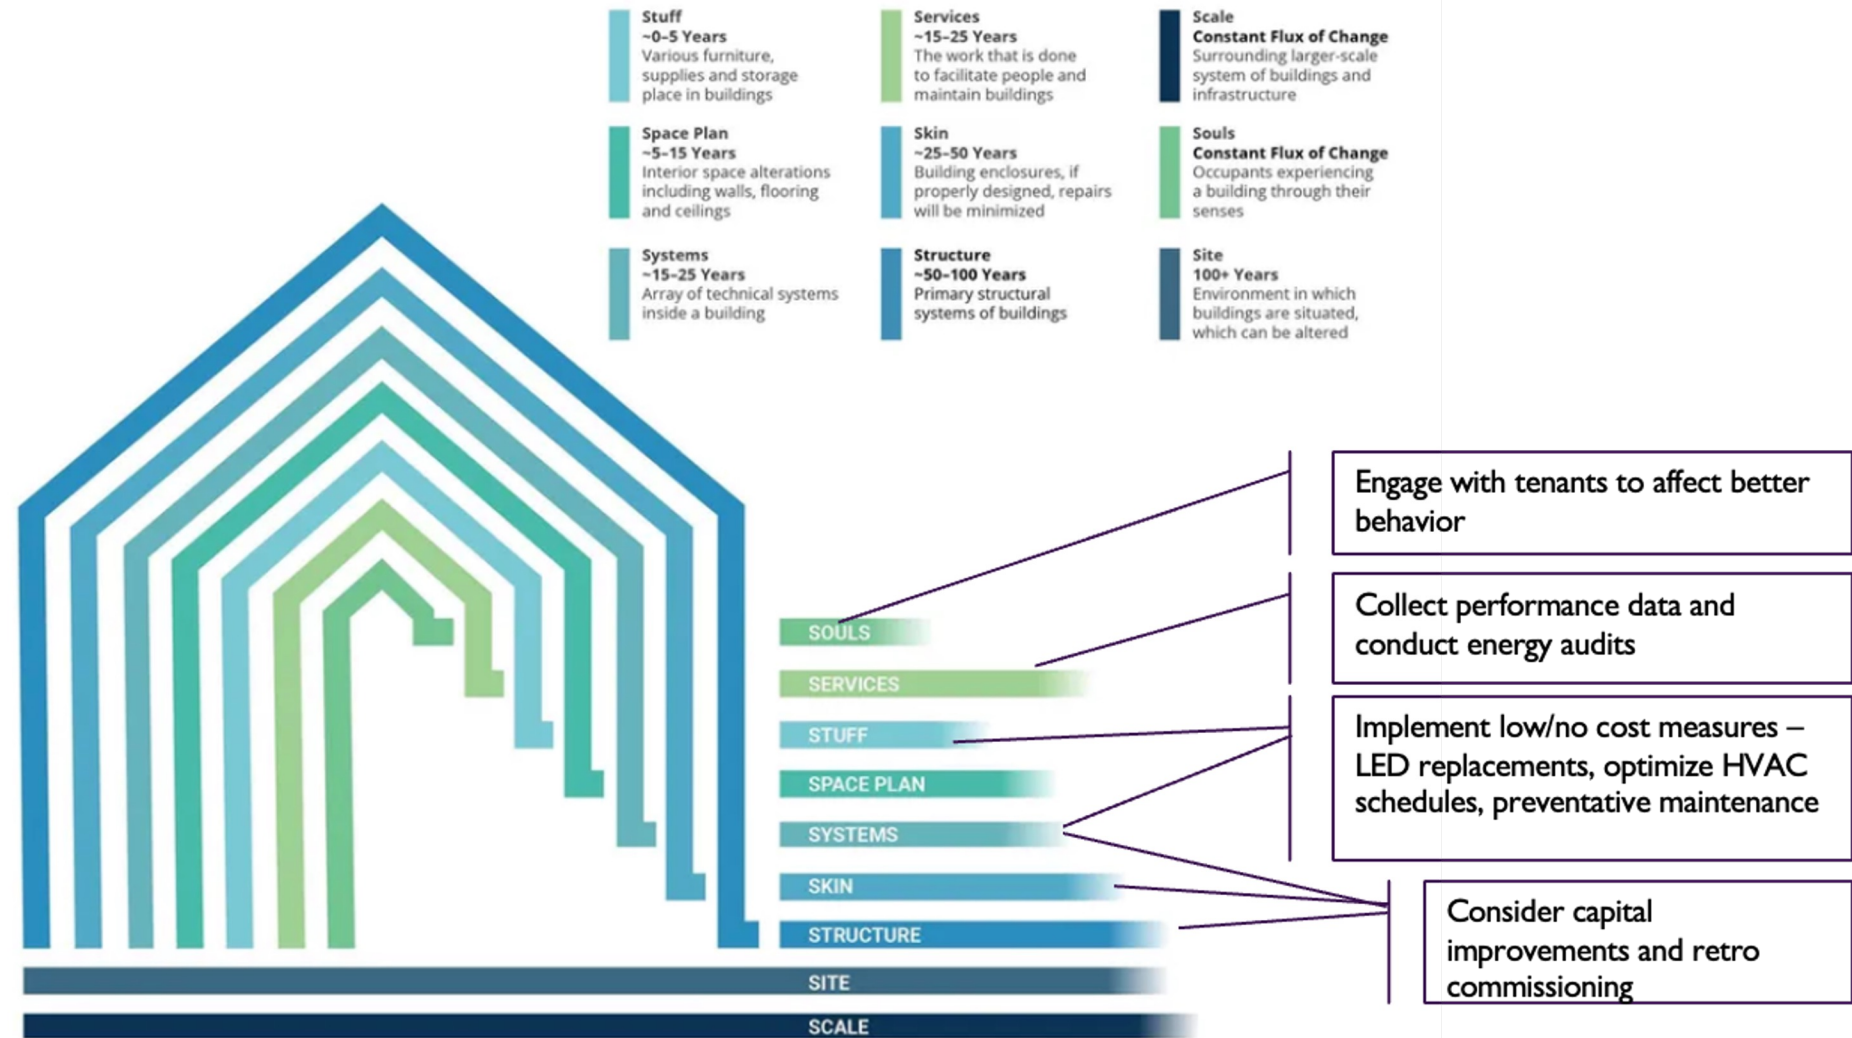 Stuff
~0–5 Years
Various furniture,
supplies and storage
place in buildings
Services
~15–25 Years
The work that is done
to facilitate people and
maintain buildings
Scale
Constant Flux of Change
Surrounding larger-scale
system of buildings and
infrastructure
Space Plan
~5–15 Years
Interior space alterations
including walls, flooring
and ceilings
Skin
~25–50 Years
Building enclosures, if
properly designed, repairs
will be minimized
Souls
Constant Flux of Change
Occupants experiencing
a building through their
senses
Systems
~15–25 Years
Array of technical systems
inside a building
Structure
~50–100 Years
Primary structural
systems of buildings
Site
100+ Years
Environment in which
buildings are situated,
which can be altered
SOULS
SERVICES
STUFF
SPACE PLAN
SYSTEMS
SKIN
STRUCTURE
SITE
SCALE
Engage with tenants to affect better
behavior
Collect performance data and
conduct energy audits
Implement low/no cost measures –
LED replacements, optimize HVAC
schedules, preventative maintenance
Consider capital
improvements and retro
commissioning